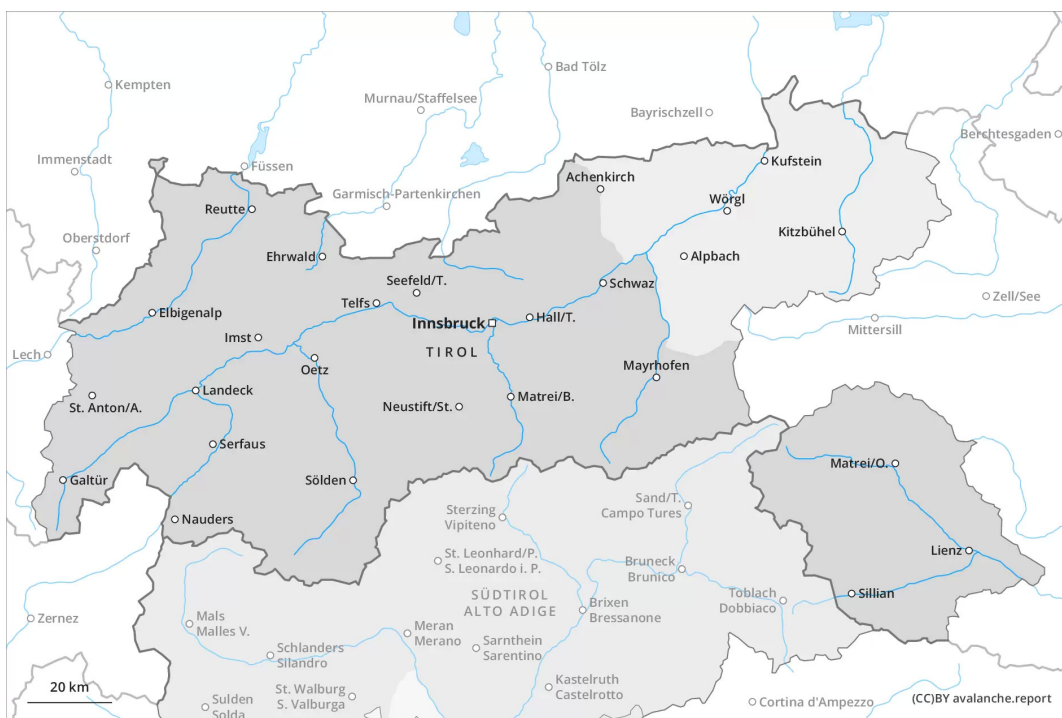 Kempten
Bad Tölz
Murnau/Staffelsee
Bayrischzell
Berchtesgaden
Immenstadt
Füssen
Kufstein
Achenkirch
Garmisch-Partenkirchen
Wörgl
Reutte
Kitzbühel
Oberstdorf
Ehrwald
Alpbach
Seefeld/T.
Schwaz
Zell/See
Telfs
Elbigenalp
Hall/T.
Innsbruck
Mittersill
Imst
TIROL
Lech
Oetz
Mayrhofen
Landeck
Matrei/B.
St. Anton/A.
Neustift/St.
Serfaus
Matrei/O.
Galtür
Sölden
Sand/T.
Campo Tures
Sterzing
Vipiteno
Nauders
Lienz
St. Leonhard/P.
S. Leonardo i. P.
Bruneck
Brunico
SÜDTIROL
ALTO ADIGE
Sillian
Toblach
Dobbiaco
Brixen
Bressanone
Zernez
Mals
Malles V.
Meran
Merano
Sarnthein
Sarentino
Schlanders
Silandro
20 km
Kastelruth
Castelrotto
St. Walburg
S. Valburga
Sulden
Solda
Cortina d'Ampezzo
(CC)BY avalanche.report